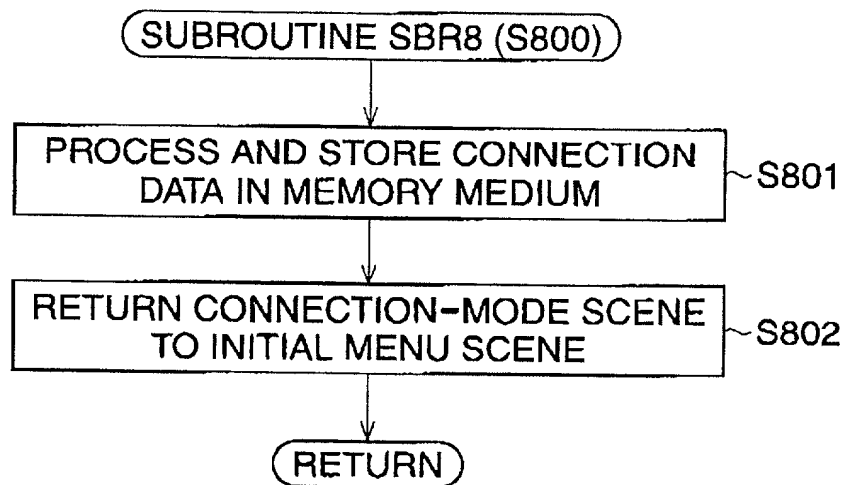 SUBROUTINE SBR8 (S800)
PROCESS AND STORE CONNECTION
DATA IN MEMORY MEDIUM
S801
RETURN CONNECTION-MODE SCENE
TO INITIAL MENU SCENE
S802
RETURN